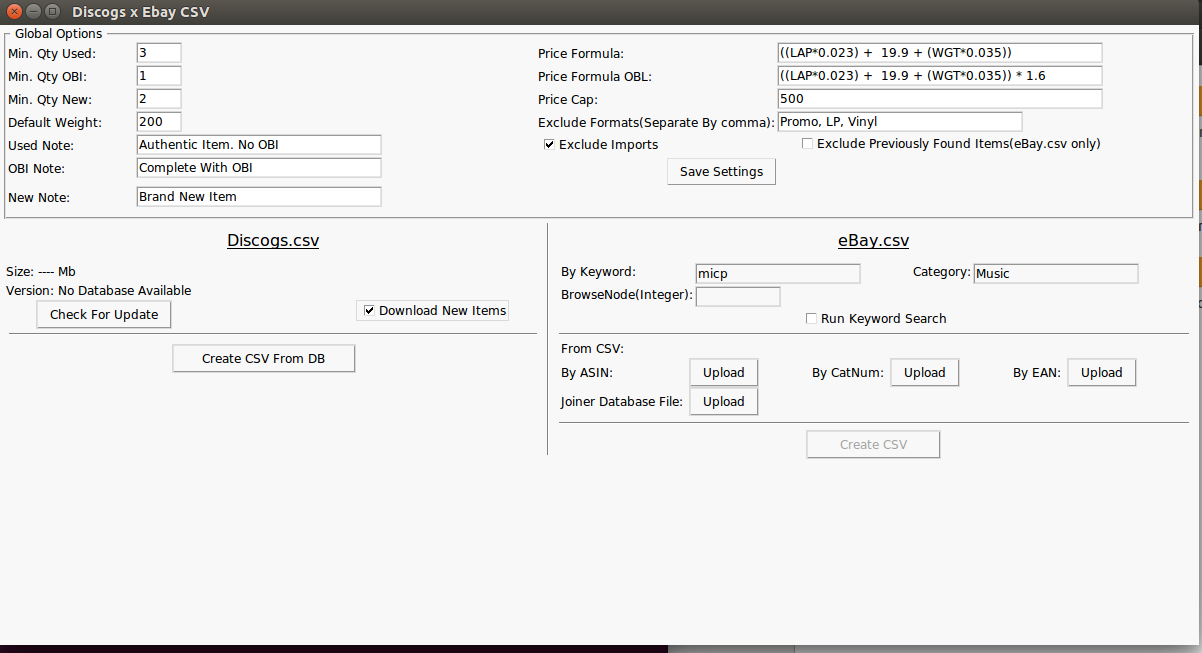 Discogs x Ebay CSV
Global Options
Min. Qty Used: 3 Price Formula: ((LAP*0.023) +  19.9 + (WGT*0.035))
Min. Qty OBI: 1 Price Formula OBL: ((LAP*0.023) +  19.9 + (WGT*0.035)) * 1.6
Min. Qty New: 2 Price Cap: 500
Default Weight: 200 Exclude Formats(Separate By comma): Promo, LP, Vinyl
Used Note: Authentic Item. No OBI Exclude Imports Exclude Previously Found Items(eBay.csv only)
OBI Note: Complete With OBI Save Settings
New Note: Brand New Item
Discogs.csv eBay.csv
Size: ---- Mb By Keyword: micp Category: Music
Version: No Database Available BrowseNode(Integer):
Check For Update Download New Items Run Keyword Search
Create CSV From DB From CSV:
By ASIN: Upload By CatNum: Upload By EAN: Upload
Joiner Database File: Upload
Create CSV